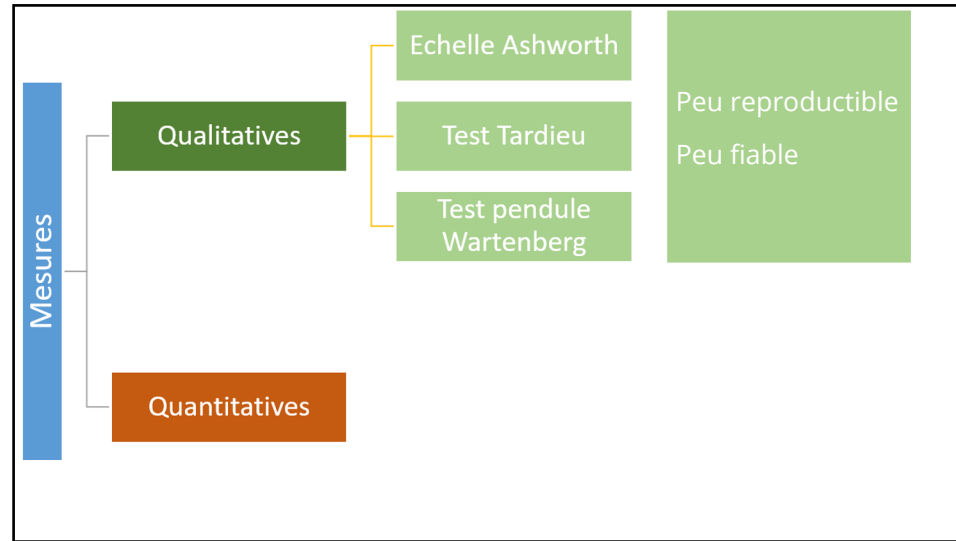 Mesures
Qualitatives
Echelle Ashworth
Test Tardieu
Test pendule
Wartenberg
Peu reproductible
Peu fiable
Quantitatives